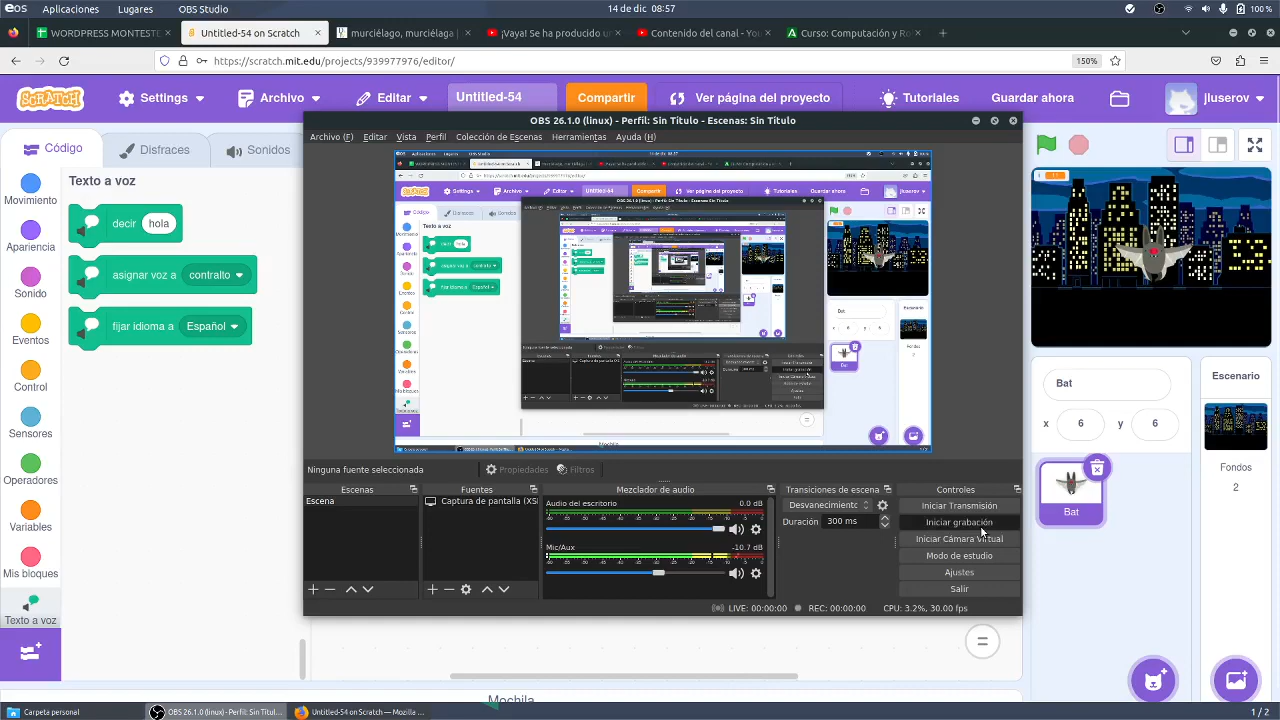 Aplicaciones Lugares OBS Studio 14 de dic 08:57 100 %
WORDPRESS MONTESTE
Untitled-54 on Scratch
murciélago, murciélago
¡Vaya! Se ha producido un
Contenido del canal - You
Curso: Computación y Ro
https://scratch.mit.edu/projects/939977976/editor/
150%
SCRATCH Settings Archivo Editar Untitled-54 Compartir Ver página del proyecto Tutoriales Guardar ahora jluserov
OBS 26.1.0 (linux) - Perfil: Sin Título - Escenas: Sin Título
Archivo (F) Editar Vista Perfil Colección de Escenas Herramientas Ayuda (H)
Código Disfraces Sonidos
Texto a voz
decir hola
asignar voz a contralto
fijar idioma a Español
Apariencia
Sonido
Control
Sensores
Operadores
Variables
Mis bloques
Texto a voz
Ninguna fuente seleccionada Propiedades Filtros
Escenas Fuentes Mezclador de audio Transiciones de escena Controles
Escena
Captura de pantalla (XS
Audio del escritorio 0.0 dB
Mic/Aux -10.7 dB
Desvanecimiento
Duración 300 ms
Iniciar Transmisión
Iniciar grabación
Iniciar Cámara Virtual
Modo de estudio
Ajustes
Salir
LIVE: 00:00:00 REC: 00:00:00 CPU: 3.2%, 30.00 fps
Escenario
Bat
x 6 y 6
Bat
Fondos
2
Mochila
Carpeta personal
OBS 26.1.0 (linux) - Perfil: Sin Títul...
Untitled-54 on Scratch — Mozilla ...
1 / 2